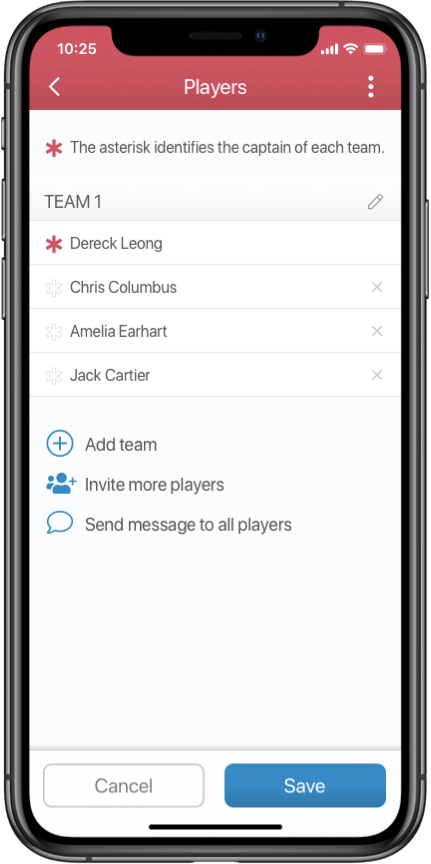 10:25
Players
The asterisk identifies the captain of each team.
TEAM 1
Dereck Leong
Chris Columbus
Amelia Earhart
Jack Cartier
Add team
Invite more players
Send message to all players
Cancel
Save